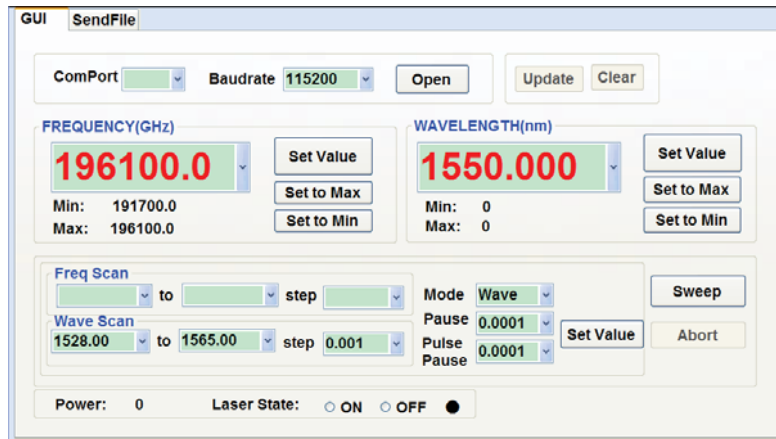 GUI SendFile
ComPort Baudrate 115200 Open Update Clear
FREQUENCY(GHz)
196100.0
Set Value
Set to Max
Set to Min
Min: 191700.0
Max: 196100.0
WAVELENGTH(nm)
1550.000
Set Value
Set to Max
Set to Min
Min: 0
Max: 0
Freq Scan
to step
Wave Scan
1528.00 to 1565.00 step 0.001
Mode Wave
Pause 0.0001
Pulse Pause 0.0001
Set Value
Sweep
Abort
Power: 0 Laser State: ON OFF